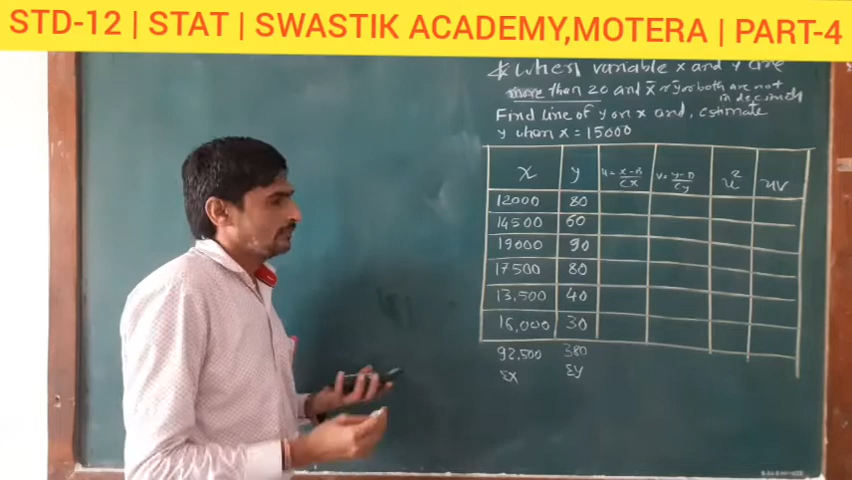 STD-12 | STAT | SWASTIK ACADEMY,MOTERA | PART-4
* When variable x and y are
more than 20 and x̄ or ȳ or both are not
in decimal
Find line of y on x and, estimate
y when x = 15000
x y u = x-A/Cx v = y-B/Cy u² uv
12000 80
14500 60
19000 90
17500 80
13,500 40
16,000 30
92,500 380
Σx Σy